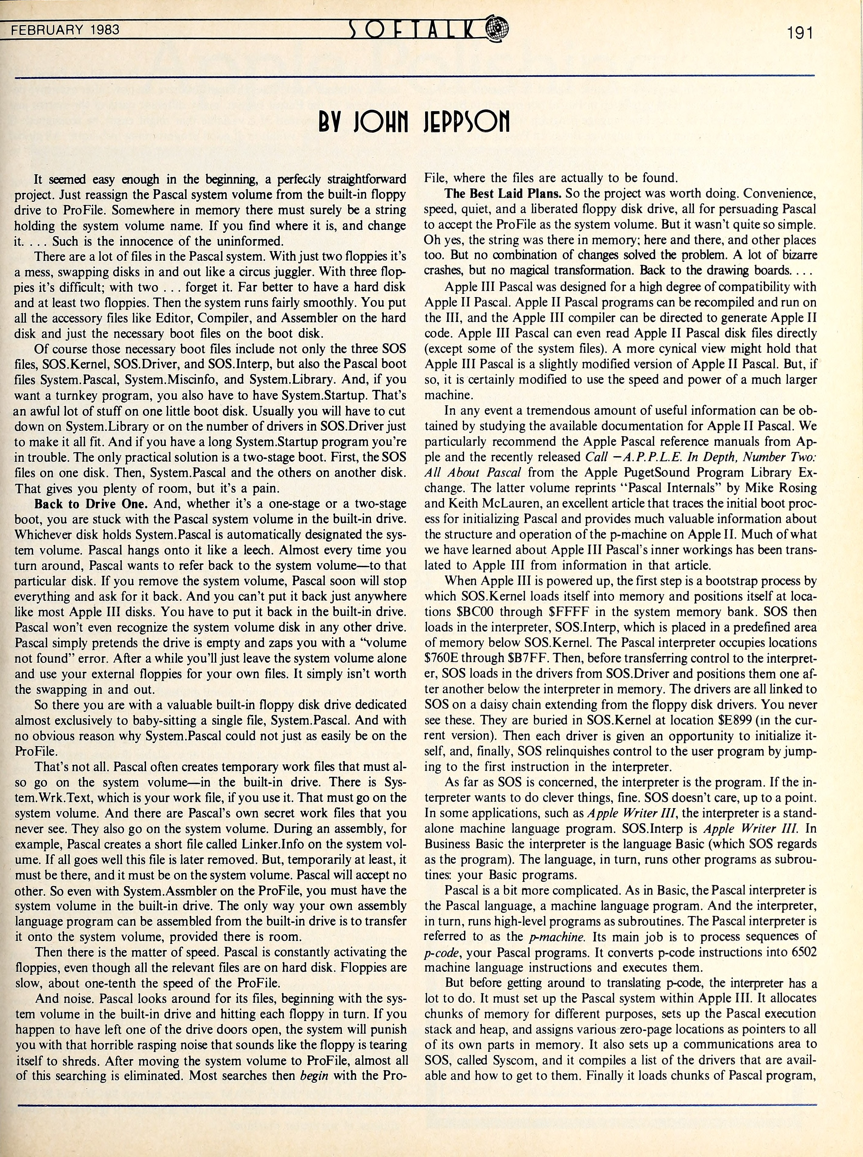 FEBRUARY 1983
SOFTALK
191
BY JOHN JEPPSON
It seemed easy enough in the beginning, a perfectly straightforward
project. Just reassign the Pascal system volume from the built-in floppy
drive to ProFile. Somewhere in memory there must surely be a string
holding the system volume name. If you find where it is, and change
it. . . . Such is the innocence of the uninformed.
There are a lot of files in the Pascal system. With just two floppies it's
a mess, swapping disks in and out like a circus juggler. With three flop-
pies it's difficult; with two . . . forget it. Far better to have a hard disk
and at least two floppies. Then the system runs fairly smoothly. You put
all the accessory files like Editor, Compiler, and Assembler on the hard
disk and just the necessary boot files on the boot disk.
Of course those necessary boot files include not only the three SOS
files, SOS.Kernel, SOS.Driver, and SOS.Interp, but also the Pascal boot
files System.Pascal, System.Miscinfo, and System.Library. And, if you
want a turnkey program, you also have to have System.Startup. That's
an awful lot of stuff on one little boot disk. Usually you will have to cut
down on System.Library or on the number of drivers in SOS.Driver just
to make it all fit. And if you have a long System.Startup program you're
in trouble. The only practical solution is a two-stage boot. First, the SOS
files on one disk. Then, System.Pascal and the others on another disk.
That gives you plenty of room, but it's a pain.
Back to Drive One. And, whether it's a one-stage or a two-stage
boot, you are stuck with the Pascal system volume in the built-in drive.
Whichever disk holds System.Pascal is automatically designated the sys-
tem volume. Pascal hangs onto it like a leech. Almost every time you
turn around, Pascal wants to refer back to the system volume—to that
particular disk. If you remove the system volume, Pascal soon will stop
everything and ask for it back. And you can't put it back just anywhere
like most Apple III disks. You have to put it back in the built-in drive.
Pascal won't even recognize the system volume disk in any other drive.
Pascal simply pretends the drive is empty and zaps you with a "volume
not found" error. After a while you'll just leave the system volume alone
and use your external floppies for your own files. It simply isn't worth
the swapping in and out.
So there you are with a valuable built-in floppy disk drive dedicated
almost exclusively to baby-sitting a single file, System.Pascal. And with
no obvious reason why System.Pascal could not just as easily be on the
ProFile.
That's not all. Pascal often creates temporary work files that must al-
so go on the system volume—in the built-in drive. There is Sys-
tem.Wrk.Text, which is your work file, if you use it. That must go on the
system volume. And there are Pascal's own secret work files that you
never see. They also go on the system volume. During an assembly, for
example, Pascal creates a short file called Linker.Info on the system vol-
ume. If all goes well this file is later removed. But, temporarily at least, it
must be there, and it must be on the system volume. Pascal will accept no
other. So even with System.Assmbler on the ProFile, you must have the
system volume in the built-in drive. The only way your own assembly
language program can be assembled from the built-in drive is to transfer
it onto the system volume, provided there is room.
Then there is the matter of speed. Pascal is constantly activating the
floppies, even though all the relevant files are on hard disk. Floppies are
slow, about one-tenth the speed of the ProFile.
And noise. Pascal looks around for its files, beginning with the sys-
tem volume in the built-in drive and hitting each floppy in turn. If you
happen to have left one of the drive doors open, the system will punish
you with that horrible rasping noise that sounds like the floppy is tearing
itself to shreds. After moving the system volume to ProFile, almost all
of this searching is eliminated. Most searches then begin with the Pro-
File, where the files are actually to be found.
The Best Laid Plans. So the project was worth doing. Convenience,
speed, quiet, and a liberated floppy disk drive, all for persuading Pascal
to accept the ProFile as the system volume. But it wasn't quite so simple.
Oh yes, the string was there in memory; here and there, and other places
too. But no combination of changes solved the problem. A lot of bizarre
crashes, but no magical transformation. Back to the drawing boards. . . .
Apple III Pascal was designed for a high degree of compatibility with
Apple II Pascal. Apple II Pascal programs can be recompiled and run on
the III, and the Apple III compiler can be directed to generate Apple II
code. Apple III Pascal can even read Apple II Pascal disk files directly
(except some of the system files). A more cynical view might hold that
Apple III Pascal is a slightly modified version of Apple II Pascal. But, if
so, it is certainly modified to use the speed and power of a much larger
machine.
In any event a tremendous amount of useful information can be ob-
tained by studying the available documentation for Apple II Pascal. We
particularly recommend the Apple Pascal reference manuals from Ap-
ple and the recently released Call —A.P.P.L.E. In Depth, Number Two:
All About Pascal from the Apple PugetSound Program Library Ex-
change. The latter volume reprints "Pascal Internals" by Mike Rosing
and Keith McLauren, an excellent article that traces the initial boot proc-
ess for initializing Pascal and provides much valuable information about
the structure and operation of the p-machine on Apple II. Much of what
we have learned about Apple III Pascal's inner workings has been trans-
lated to Apple III from information in that article.
When Apple III is powered up, the first step is a bootstrap process by
which SOS.Kernel loads itself into memory and positions itself at loca-
tions $BC00 through $FFFF in the system memory bank. SOS then
loads in the interpreter, SOS.Interp, which is placed in a predefined area
of memory below SOS.Kernel. The Pascal interpreter occupies locations
$760E through $B7FF. Then, before transferring control to the interpret-
er, SOS loads in the drivers from SOS.Driver and positions them one af-
ter another below the interpreter in memory. The drivers are all linked to
SOS on a daisy chain extending from the floppy disk drivers. You never
see these. They are buried in SOS.Kernel at location $E899 (in the cur-
rent version). Then each driver is given an opportunity to initialize it-
self, and, finally, SOS relinquishes control to the user program by jump-
ing to the first instruction in the interpreter.
As far as SOS is concerned, the interpreter is the program. If the in-
terpreter wants to do clever things, fine. SOS doesn't care, up to a point.
In some applications, such as Apple Writer III, the interpreter is a stand-
alone machine language program. SOS.Interp is Apple Writer III. In
Business Basic the interpreter is the language Basic (which SOS regards
as the program). The language, in turn, runs other programs as subrou-
tines: your Basic programs.
Pascal is a bit more complicated. As in Basic, the Pascal interpreter is
the Pascal language, a machine language program. And the interpreter,
in turn, runs high-level programs as subroutines. The Pascal interpreter is
referred to as the p-machine. Its main job is to process sequences of
p-code, your Pascal programs. It converts p-code instructions into 6502
machine language instructions and executes them.
But before getting around to translating p-code, the interpreter has a
lot to do. It must set up the Pascal system within Apple III. It allocates
chunks of memory for different purposes, sets up the Pascal execution
stack and heap, and assigns various zero-page locations as pointers to all
of its own parts in memory. It also sets up a communications area to
SOS, called Syscom, and it compiles a list of the drivers that are avail-
able and how to get to them. Finally it loads chunks of Pascal program,